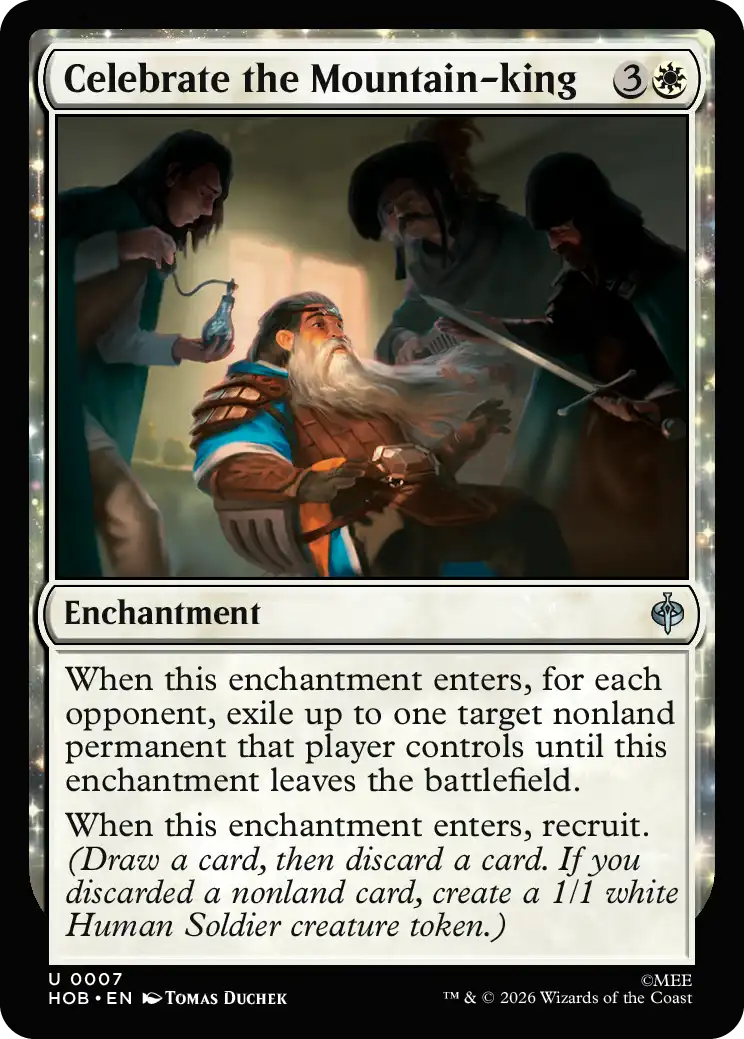 Celebrate the Mountain-king 3
Enchantment
When this enchantment enters, for each
opponent, exile up to one target nonland
permanent that player controls until this
enchantment leaves the battlefield.
When this enchantment enters, recruit.
(Draw a card, then discard a card. If you
discarded a nonland card, create a 1/1 white
Human Soldier creature token.)
U 0007
HOB • EN Tomas Duchek
©MEE
™ & © 2026 Wizards of the Coast